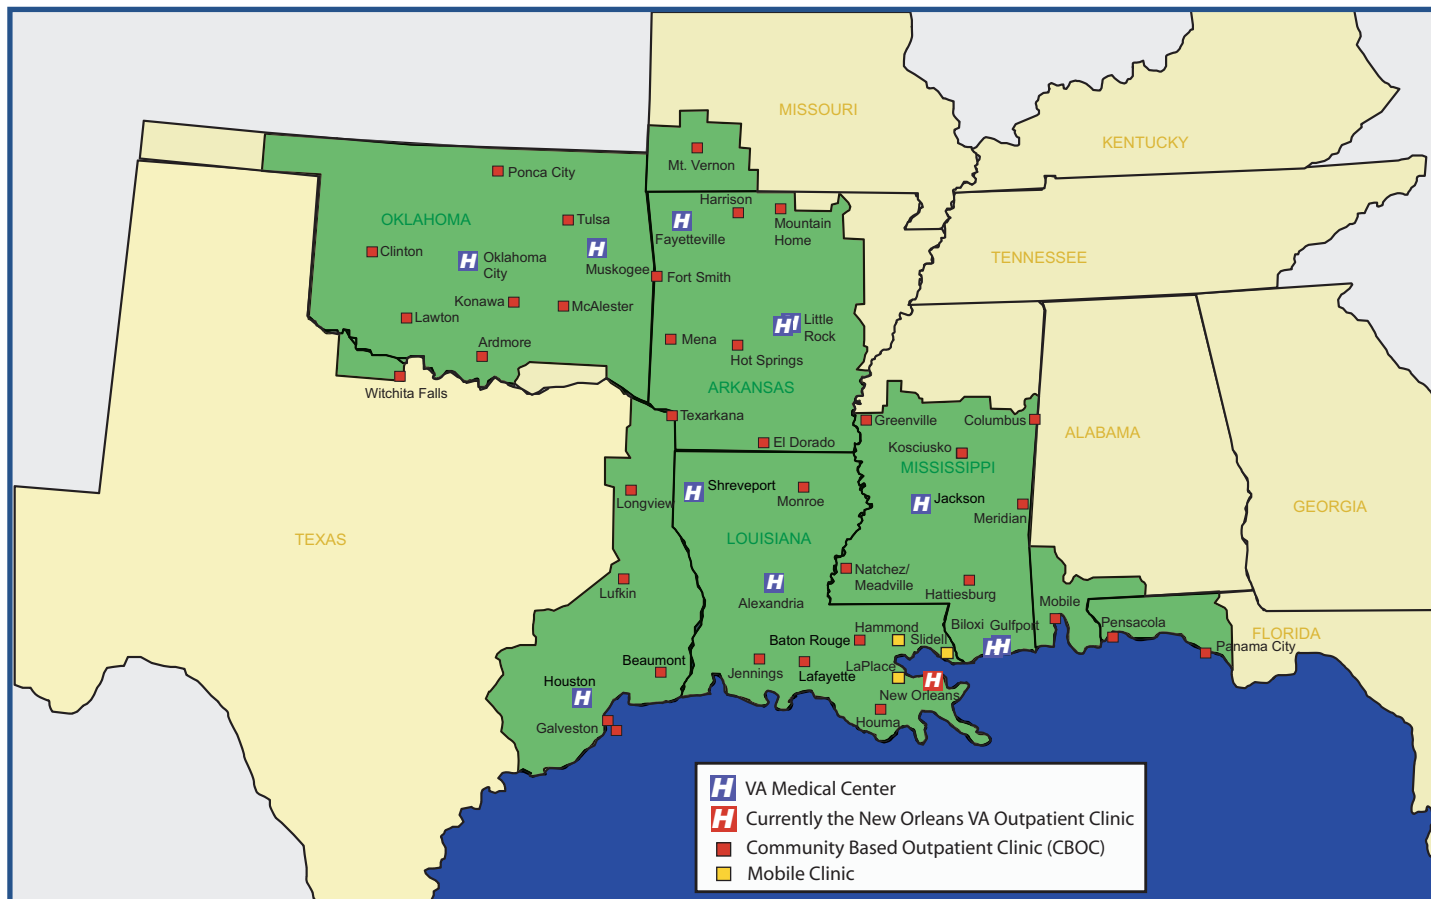 MISSOURI
KENTUCKY
Mt. Vernon
Ponca City
Harrison
OKLAHOMA
Tulsa
Mountain
Home
Fayetteville
Clinton
Oklahoma
City
TENNESSEE
Muskogee
Fort Smith
Konawa
McAlester
Lawton
Little
Rock
Ardmore
Mena
Hot Springs
Witchita Falls
ARKANSAS
Texarkana
Greenville
Columbus
ALABAMA
El Dorado
Kosciusko
MISSISSIPPI
Shreveport
Longview
Monroe
Jackson
Meridian
GEORGIA
TEXAS
LOUISIANA
Natchez/
Meadville
Lufkin
Alexandria
Hattiesburg
Mobile
Hammond
Biloxi
Gulfport
Pensacola
FLORIDA
Baton Rouge
Slidell
Panama City
Beaumont
LaPlace
Jennings
Lafayette
Houston
New Orleans
Galveston
Houma
H VA Medical Center
H Currently the New Orleans VA Outpatient Clinic
Community Based Outpatient Clinic (CBOC)
Mobile Clinic
H
H
H
H
H
H
H
H
H
H
H
H
H